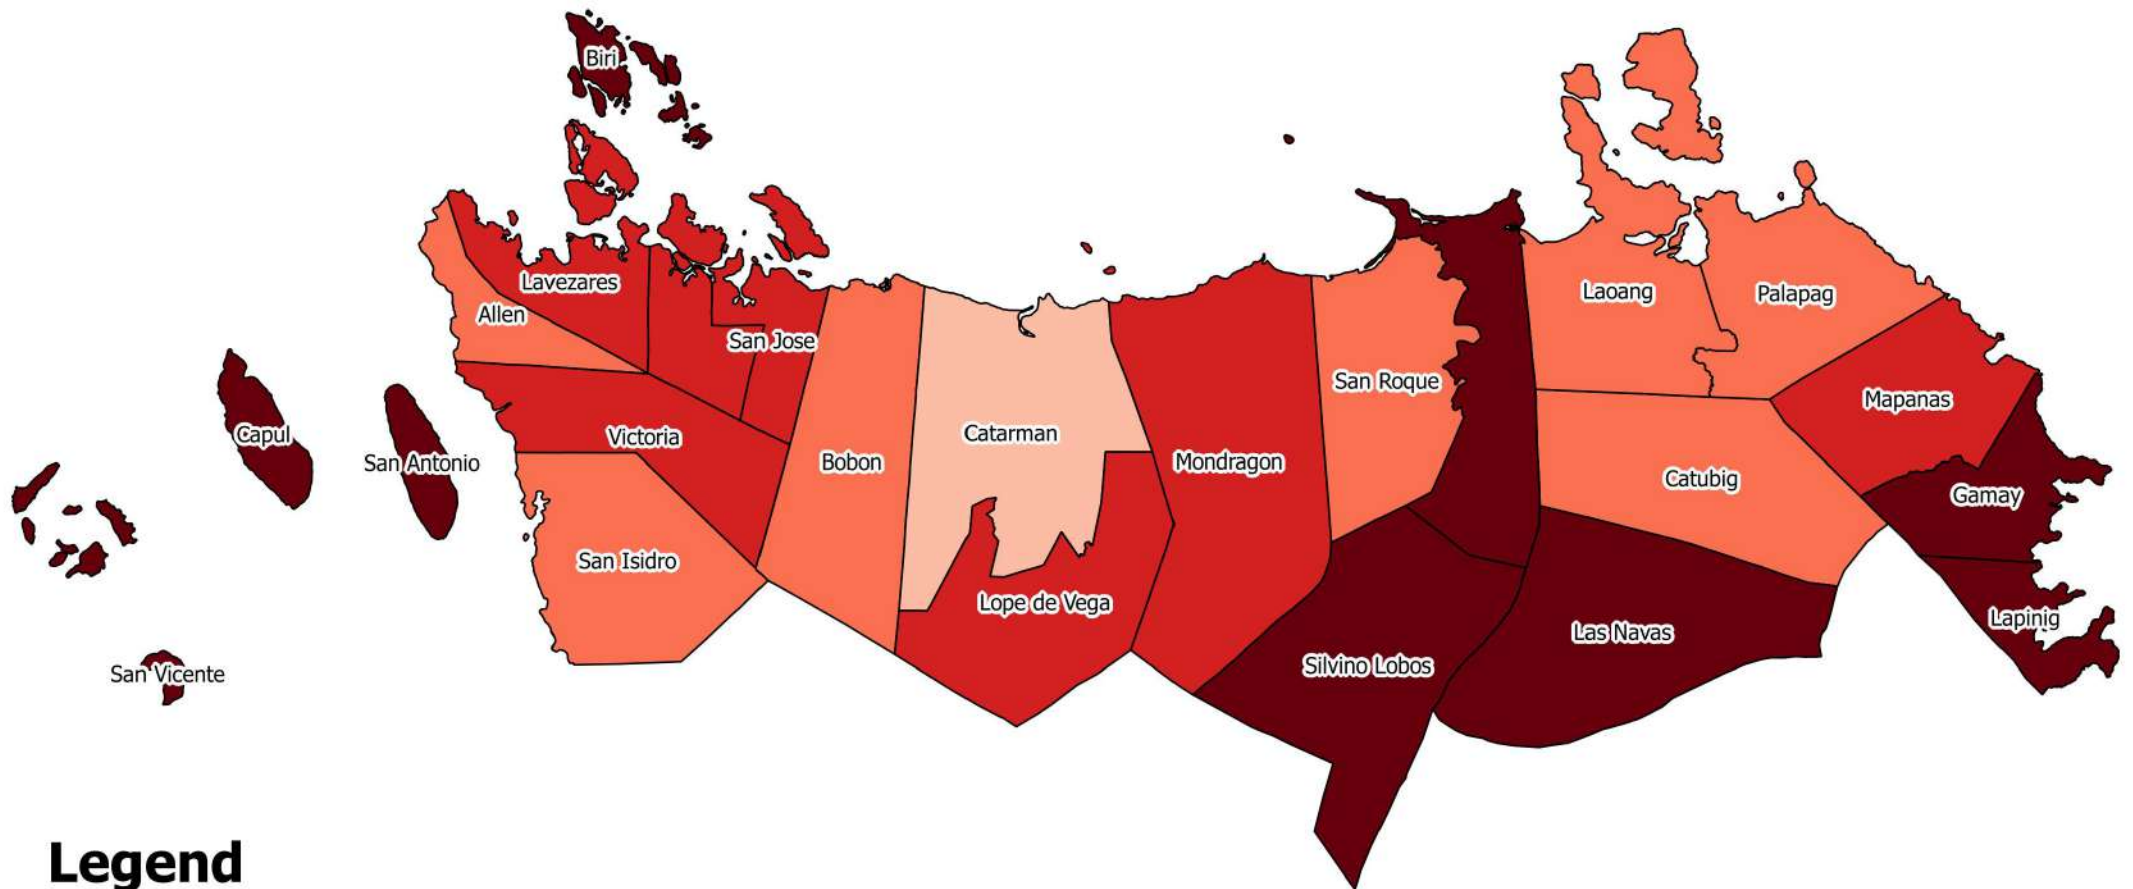 Biri
Lavezares
Allen
San Jose
Laoang
Palapag
San Roque
Mapanas
Capul
San Antonio
Victoria
Bobon
Catarman
Mondragon
Catubig
Gamay
San Isidro
Lope de Vega
Las Navas
Lapinig
San Vicente
Silvino Lobos
Legend